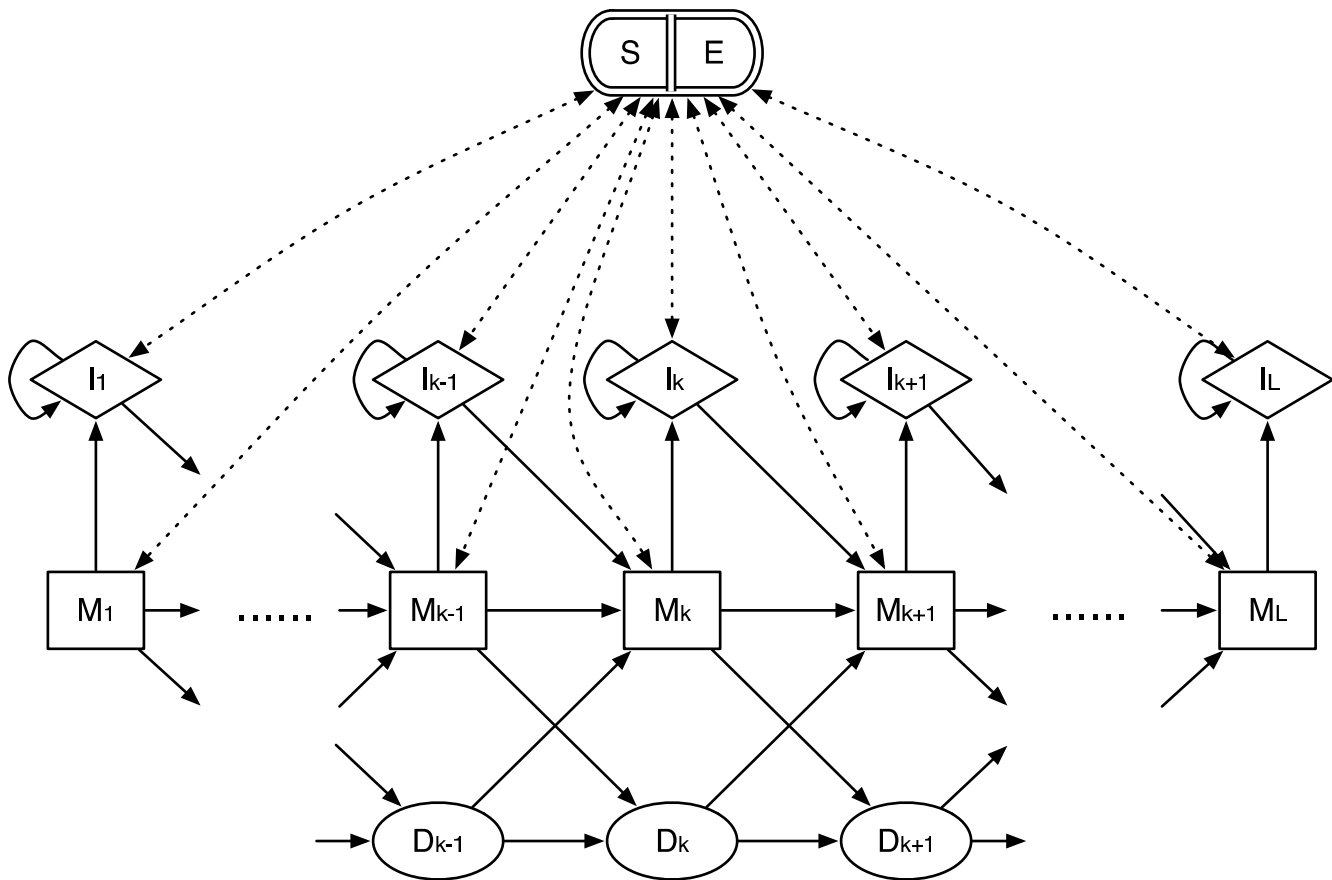 S E
I1 Ik-1 Ik Ik+1 IL
M1 ...... Mk-1 Mk Mk+1 ...... ML
Dk-1 Dk Dk+1